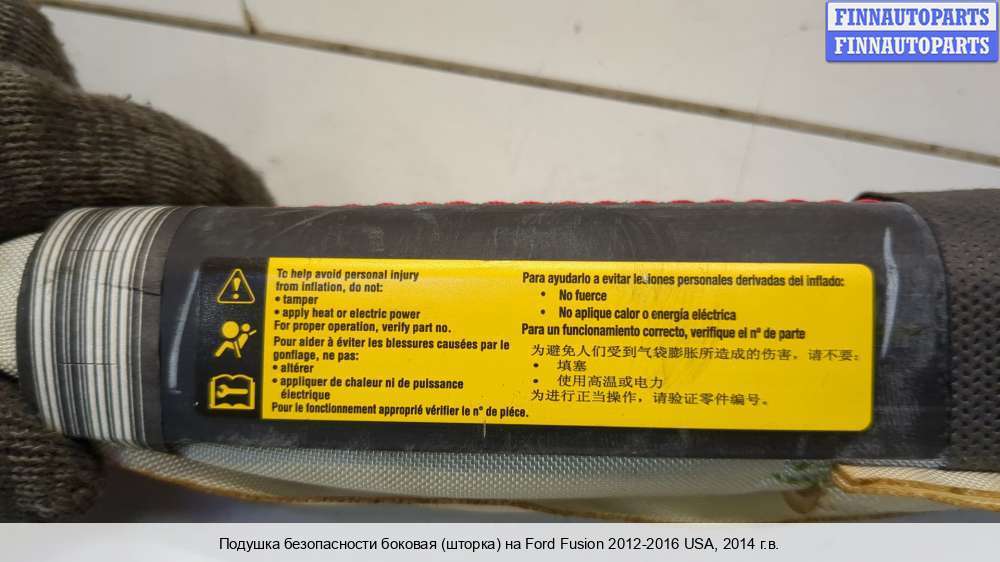 FINNAUTOPARTS
FINNAUTOPARTS
To help avoid personal injury
from inflation, do not:
• tamper
• apply heat or electric power
For proper operation, verify part no.
Pour aider à éviter les blessures causées par le
gonflage, ne pas:
• altérer
• appliquer de chaleur ni de puissance
électrique
Pour le fonctionnement approprié vérifier le n° de piéce.
Para ayudarlo a evitar lesiones personales derivadas del inflado:
• No fuerce
• No aplique calor o energía eléctrica
Para un funcionamiento correcto, verifique el n° de parte
为避免人们受到气袋膨胀所造成的伤害，请不要：
• 填塞
• 使用高温或电力
为进行正当操作，请验证零件编号。
Подушка безопасности боковая (шторка) на Ford Fusion 2012-2016 USA, 2014 г.в.